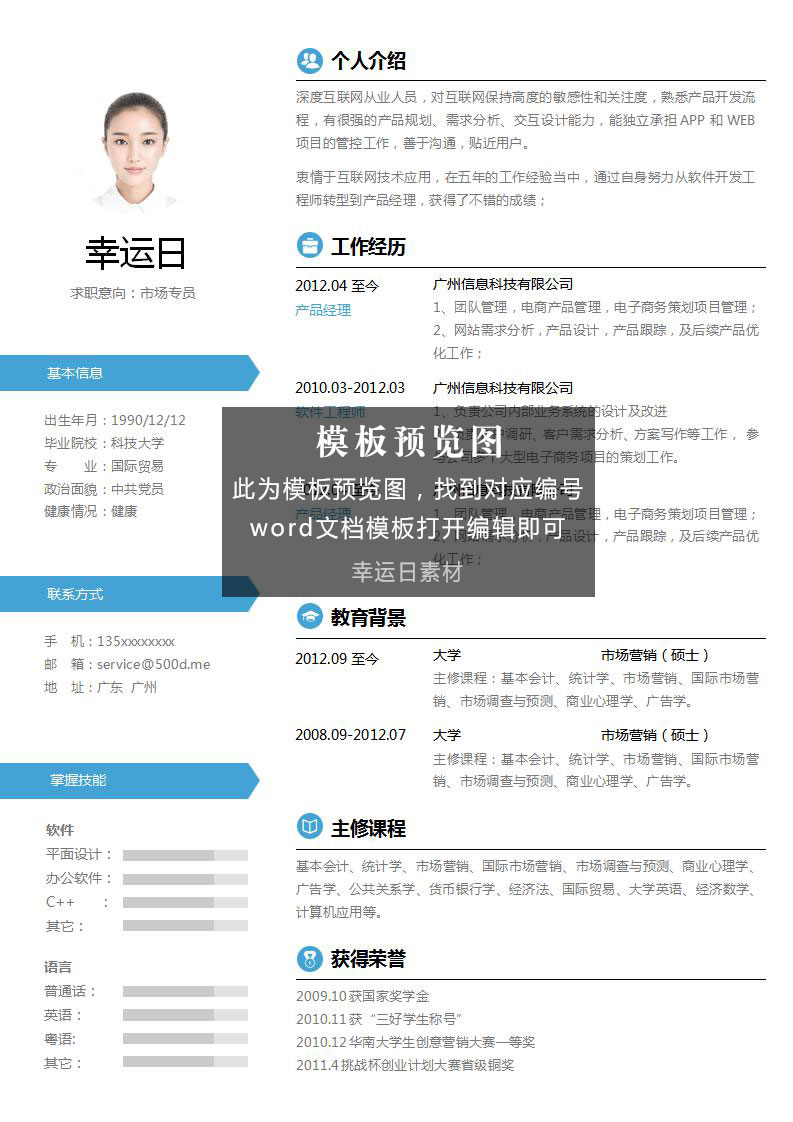 幸运日
求职意向：市场专员
基本信息
出生年月：1990/12/12
毕业院校：科技大学
专　　业：国际贸易
政治面貌：中共党员
健康情况：健康
联系方式
手　机：135xxxxxxxx
邮　箱：service@500d.me
地　址：广东 广州
掌握技能
软件
平面设计：
办公软件：
C++　　：
其它：
语言
普通话：
英语：
粤语:
其它：
个人介绍
深度互联网从业人员，对互联网保持高度的敏感性和关注度，熟悉产品开发流
程，有很强的产品规划、需求分析、交互设计能力，能独立承担 APP 和 WEB
项目的管控工作，善于沟通，贴近用户。
衷情于互联网技术应用，在五年的工作经验当中，通过自身努力从软件开发工
程师转型到产品经理，获得了不错的成绩；
工作经历
2012.04 至今 广州信息科技有限公司
产品经理
1、团队管理，电商产品管理，电子商务策划项目管理；
2、网站需求分析，产品设计，产品跟踪，及后续产品优
化工作；
2010.03-2012.03 广州信息科技有限公司
软件工程师
1、负责公司内部业务系统的设计及改进
调研、客户需求分析、方案写作等工作， 参
大型电子商务项目的策划工作。
产品经理
1、团队管理，电商产品管理，电子商务策划项目管理；
产品设计，产品跟踪，及后续产品优
化工作；
模板预览图
此为模板预览图，找到对应编号
word文档模板打开编辑即可
幸运日素材
教育背景
2012.09 至今 大学 市场营销（硕士）
主修课程：基本会计、统计学、市场营销、国际市场营
销、市场调查与预测、商业心理学、广告学。
2008.09-2012.07 大学 市场营销（硕士）
主修课程：基本会计、统计学、市场营销、国际市场营
销、市场调查与预测、商业心理学、广告学。
主修课程
基本会计、统计学、市场营销、国际市场营销、市场调查与预测、商业心理学、
广告学、公共关系学、货币银行学、经济法、国际贸易、大学英语、经济数学、
计算机应用等。
获得荣誉
2009.10 获国家奖学金
2010.11 获“三好学生称号”
2010.12 华南大学生创意营销大赛一等奖
2011.4 挑战杯创业计划大赛省级铜奖